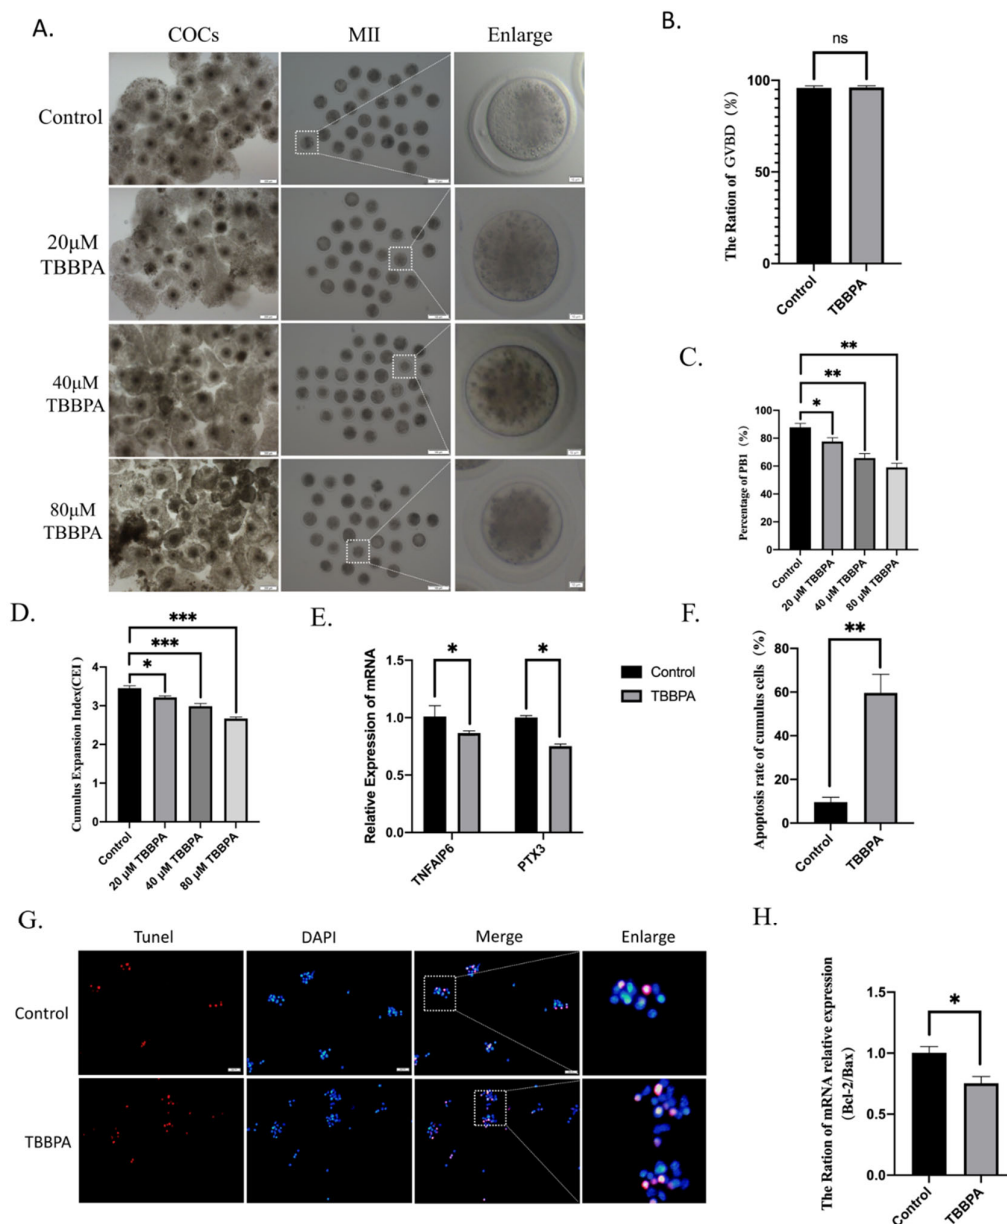 A.
COCs
MII
Enlarge
Control
20μM
TBBPA
40μM
TBBPA
80μM
TBBPA
B.
ns
The Ration of GVBD (%)
100
50
0
Control
TBBPA
C.
**
**
*
Percentage of PB1 (%)
100
80
60
40
20
0
Control
20 μM TBBPA
40 μM TBBPA
80 μM TBBPA
D.
***
***
*
Cumulus Expansion Index(CEI )
4
3
2
1
0
Control
20 μM TBBPA
40 μM TBBPA
80 μM TBBPA
E.
*
*
Relative Expression of mRNA
1.5
1.0
0.5
0.0
TNFAIP6
PTX3
Control
TBBPA
F.
**
Apoptosis rate of cumulus cells (%)
80
60
40
20
0
Control
TBBPA
G.
Tunel
DAPI
Merge
Enlarge
Control
TBBPA
H.
*
The Ration of mRNA relative expression
(Bcl-2/Bax)
1.5
1.0
0.5
0.0
Control
TBBPA